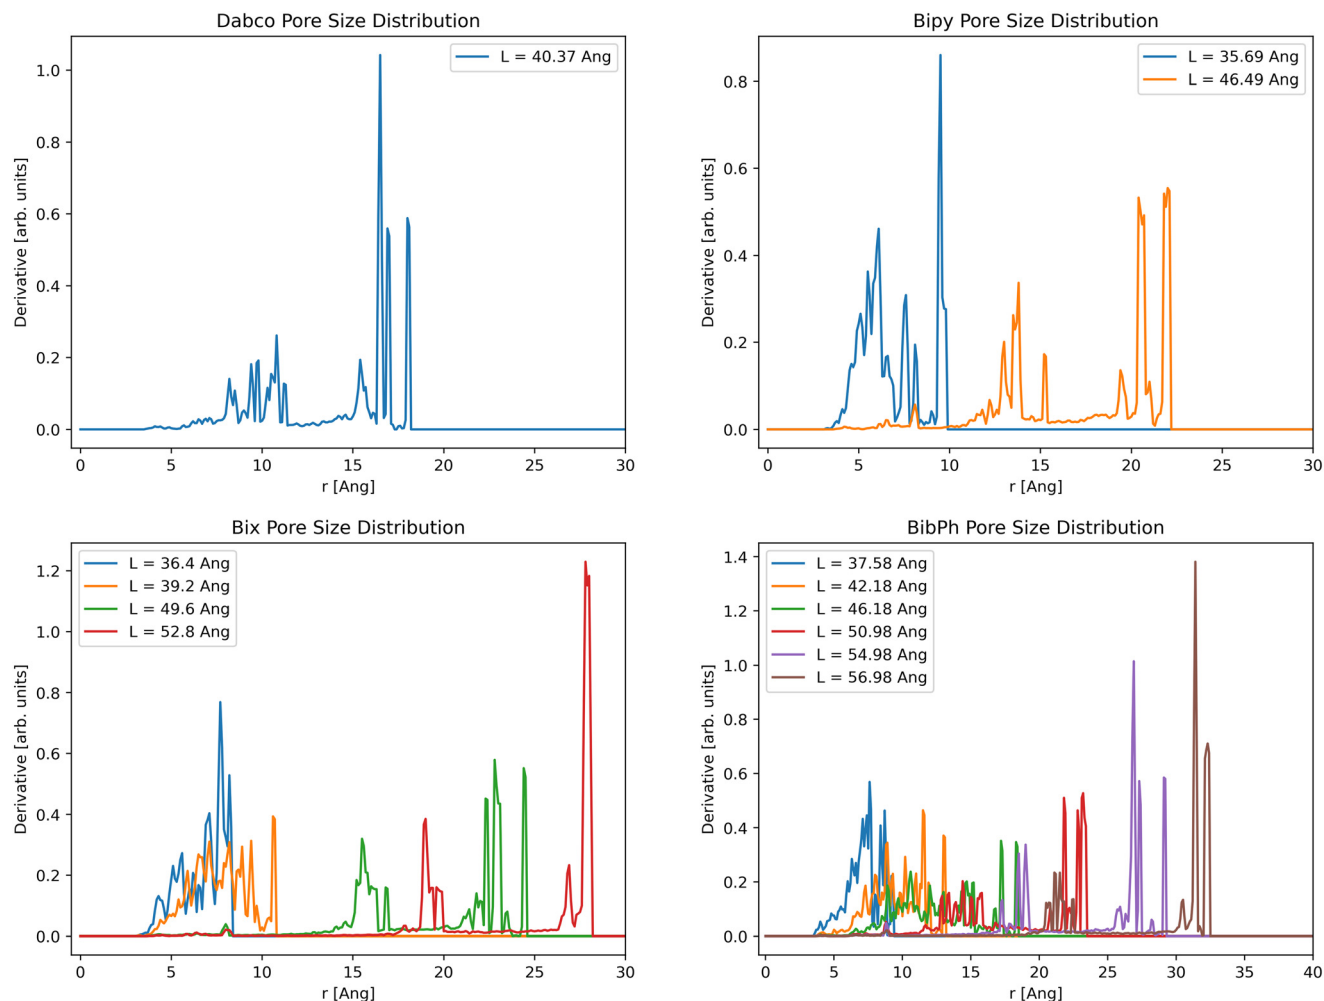 Dabco Pore Size Distribution
L = 40.37 Ang
Derivative [arb. units]
1.0
0.8
0.6
0.4
0.2
0.0
0 5 10 15 20 25 30
r [Ang]
Bipy Pore Size Distribution
L = 35.69 Ang
L = 46.49 Ang
Derivative [arb. units]
0.8
0.6
0.4
0.2
0.0
0 5 10 15 20 25 30
r [Ang]
Bix Pore Size Distribution
L = 36.4 Ang
L = 39.2 Ang
L = 49.6 Ang
L = 52.8 Ang
Derivative [arb. units]
1.2
1.0
0.8
0.6
0.4
0.2
0.0
0 5 10 15 20 25 30
r [Ang]
BibPh Pore Size Distribution
L = 37.58 Ang
L = 42.18 Ang
L = 46.18 Ang
L = 50.98 Ang
L = 54.98 Ang
L = 56.98 Ang
Derivative [arb. units]
1.4
1.2
1.0
0.8
0.6
0.4
0.2
0.0
0 5 10 15 20 25 30 35 40
r [Ang]